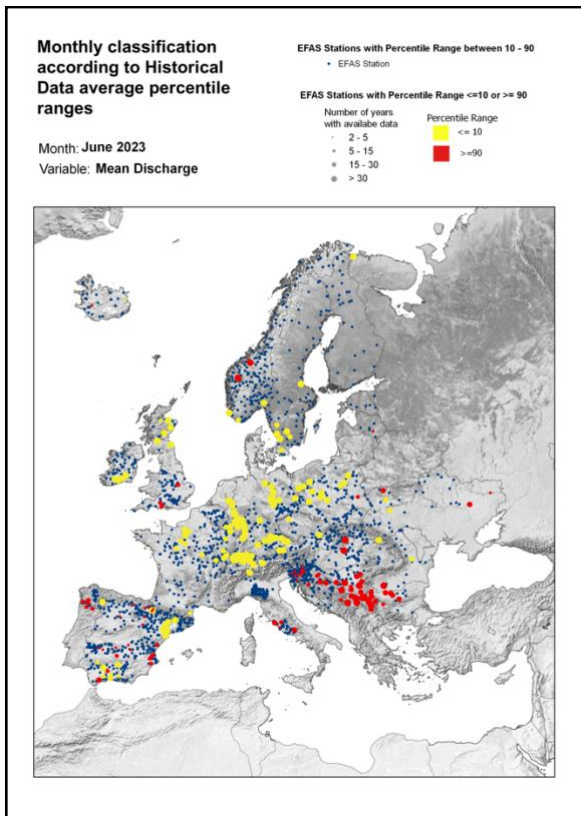 Monthly classification
according to Historical
Data average percentile
ranges
Month: June 2023
Variable: Mean Discharge
EFAS Stations with Percentile Range between 10 - 90
EFAS Station
EFAS Stations with Percentile Range <=10 or >= 90
Number of years
with availabe data
2 - 5
5 - 15
15 - 30
> 30
Percentile Range
<= 10
>=90